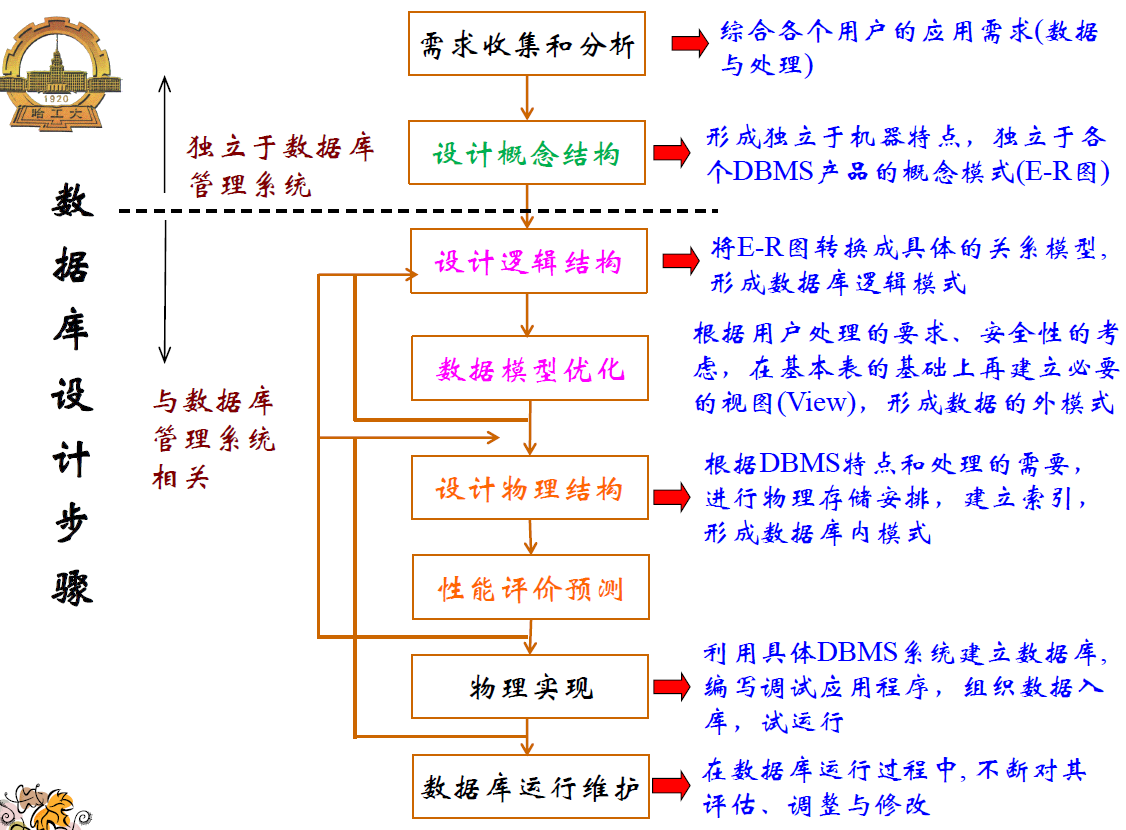 1920
哈工大
数据库设计步骤
独立于数据库
管理系统
与数据库
管理系统
相关
需求收集和分析
综合各个用户的应用需求(数据
与处理)
设计概念结构
形成独立于机器特点，独立于各
个DBMS产品的概念模式(E-R图)
设计逻辑结构
将E-R图转换成具体的关系模型,
形成数据库逻辑模式
数据模型优化
根据用户处理的要求、安全性的考
虑，在基本表的基础上再建立必要
的视图(View)，形成数据的外模式
设计物理结构
根据DBMS特点和处理的需要，
进行物理存储安排，建立索引，
形成数据库内模式
性能评价预测
物理实现
利用具体DBMS系统建立数据库,
编写调试应用程序，组织数据入
库，试运行
数据库运行维护
在数据库运行过程中,不断对其
评估、调整与修改